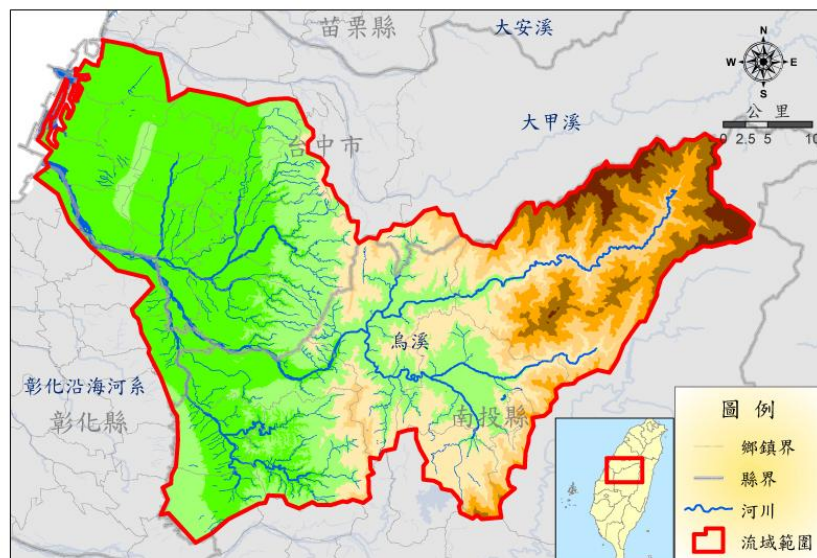 苗栗縣
大安溪
N
W E
S
大甲溪
公里
0 2.5 5 10
台中市
烏溪
彰化沿海河系
彰化縣
南投縣
圖例
鄉鎮界
縣界
河川
流域範圍